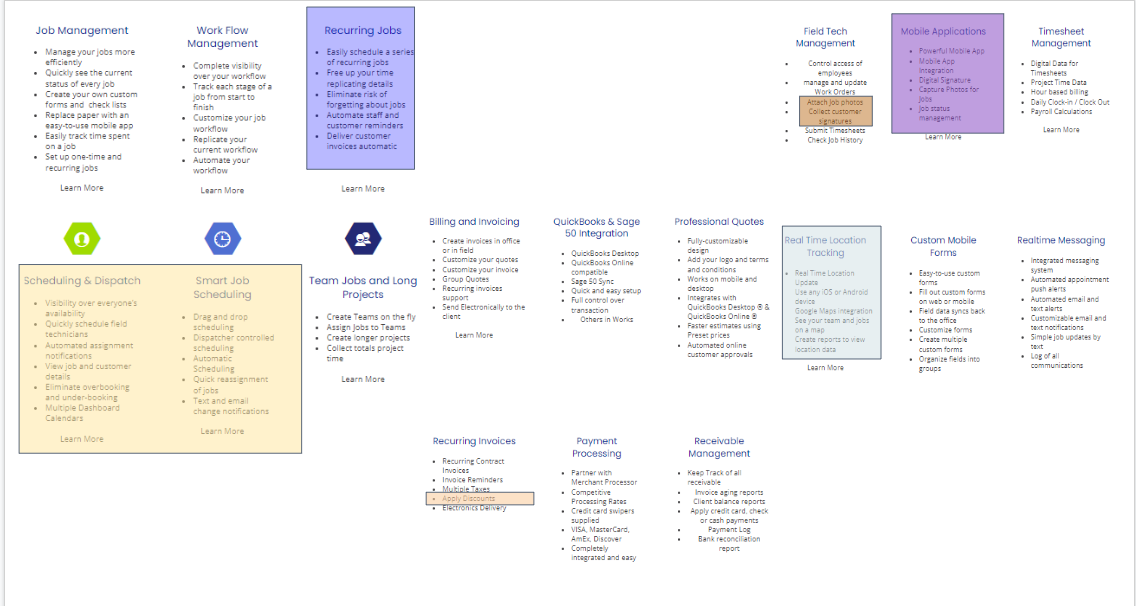 Job Management
Manage your jobs more
efficiently
Quickly see the current
status of every job
Create your own custom
forms and check lists
Replace paper with an
easy-to-use mobile app
Easily track time spent
on a job
Set up one-time and
recurring jobs
Learn More
Work Flow
Management
Complete visibility
over your workflow
Track each stage of a
job from start to
finish
Customize your job
workflow
Replicate your
current workflow
Automate your
workflow
Learn More
Recurring Jobs
Easily schedule a series
of recurring jobs
Free up your time
replicating details
Eliminate risk of
forgetting about jobs
Automate staff and
customer reminders
Deliver customer
invoices automatic
Learn More
Field Tech
Management
Control access of
employees
manage and update
Work Orders
Attach Job photos
Collect customer
signatures
Submit Timesheets
Check Job History
Mobile Applications
Powerful Mobile App
Mobile App
Integration
Digital Signature
Capture Photos for
Jobs
Job status
management
Learn More
Timesheet
Management
Digital Data for
Timesheets
Project Time Data
Hour based billing
Daily Clock-in / Clock Out
Payroll Calculations
Learn More
Scheduling & Dispatch
Visibility over everyone's
availability
Quickly schedule field
technicians
Automated assignment
notifications
View job and customer
details
Eliminate overbooking
and under-booking
Multiple Dashboard
Calendars
Learn More
Smart Job
Scheduling
Drag and drop
scheduling
Dispatcher controlled
scheduling
Automatic
Scheduling
Quick reassignment
of jobs
Text and email
change notifications
Learn More
Team Jobs and Long
Projects
Create Teams on the fly
Assign Jobs to Teams
Create longer projects
Collect totals project
time
Learn More
Billing and Invoicing
Create invoices in office
or in field
Customize your quotes
Customize your invoice
Group Quotes
Recurring invoices
support
Send Electronically to the
client
Learn More
QuickBooks & Sage
50 Integration
QuickBooks Desktop
QuickBooks Online
compatible
Sage 50 Sync
Quick and easy setup
Full control over
transaction
Others in Works
Professional Quotes
Fully-customizable
design
Add your logo and terms
and conditions
Works on mobile and
desktop
Integrates with
QuickBooks Desktop ® &
QuickBooks Online ®
Faster estimates using
Preset prices
Automated online
customer approvals
Real Time Location
Tracking
Real Time Location
Update
Use any iOS or Android
device
Google Maps integration
See your team and jobs
on a map
Create reports to view
location data
Learn More
Custom Mobile
Forms
Easy-to-use custom
forms
Fill out custom forms
on web or mobile
Field data syncs back
to the office
Customize forms
Create multiple
custom forms
Organize fields into
groups
Realtime Messaging
Integrated messaging
system
Automated appointment
push alerts
Automated email and
text alerts
Customizable email and
text notifications
Simple job updates by
text
Log of all
communications
Recurring Invoices
Recurring Contract
Invoices
Invoice Reminders
Multiple Taxes
Apply Discounts
Electronics Delivery
Payment
Processing
Partner with
Merchant Processor
Competitive
Processing Rates
Credit card swipers
supplied
VISA, MasterCard,
AmEx, Discover
Completely
integrated and easy
Receivable
Management
Keep Track of all
receivable
Invoice aging reports
Client balance reports
Apply credit card, check
or cash payments
Payment Log
Bank reconciliation
report